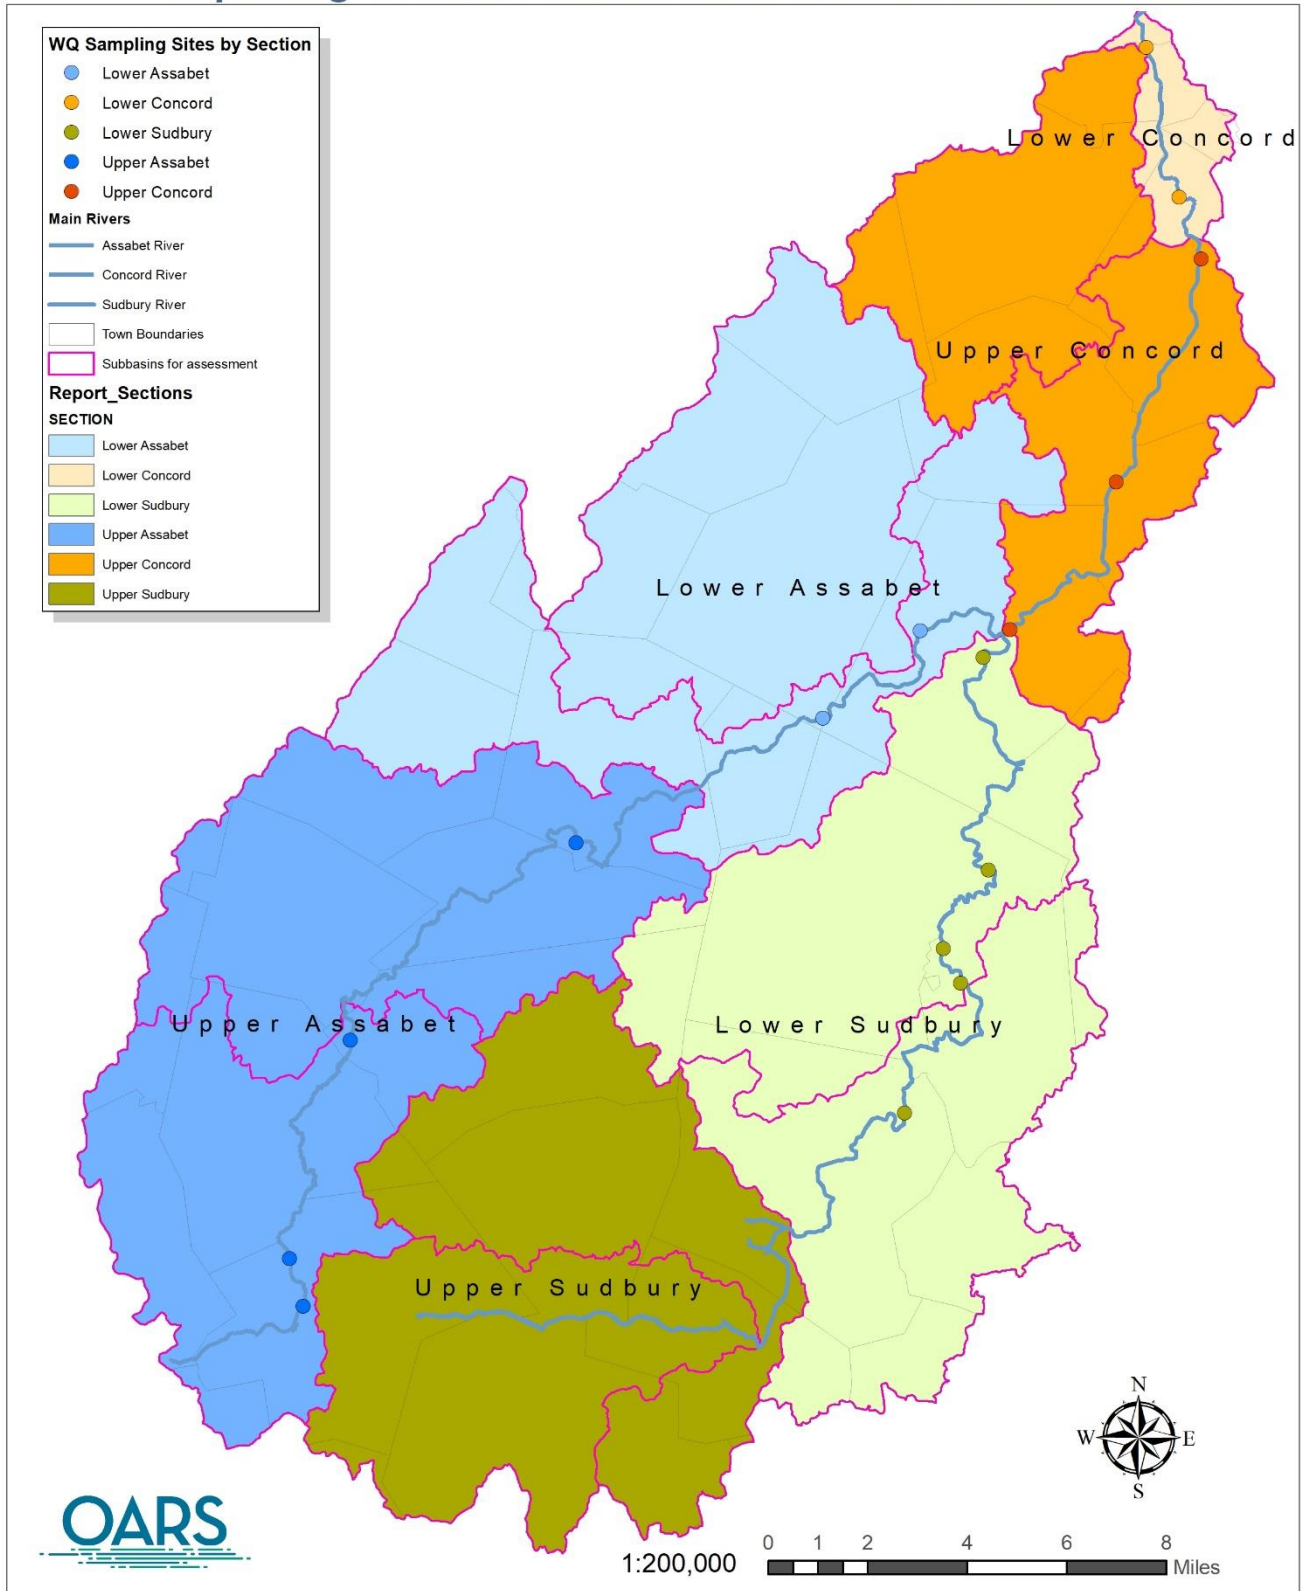 WQ Sampling Sites by Section
Lower Assabet
Lower Concord
Lower Sudbury
Upper Assabet
Upper Concord
Main Rivers
Assabet River
Concord River
Sudbury River
Town Boundaries
Subbasins for assessment
Report_Sections
SECTION
Lower Assabet
Lower Concord
Lower Sudbury
Upper Assabet
Upper Concord
Upper Sudbury
Lower Concord
Upper Concord
Lower Assabet
Upper Assabet
Lower Sudbury
Upper Sudbury
N
W E
S
OARS
1:200,000
0 1 2 4 6 8
Miles